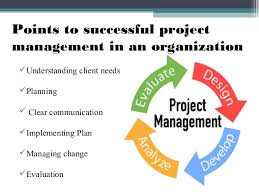 Points to successful project
management in an organization
Understanding client needs
Planning
Clear communication
Implementing Plan
Managing change
Evaluation
Evaluate
Design
Project
Management
Analyze
Develop